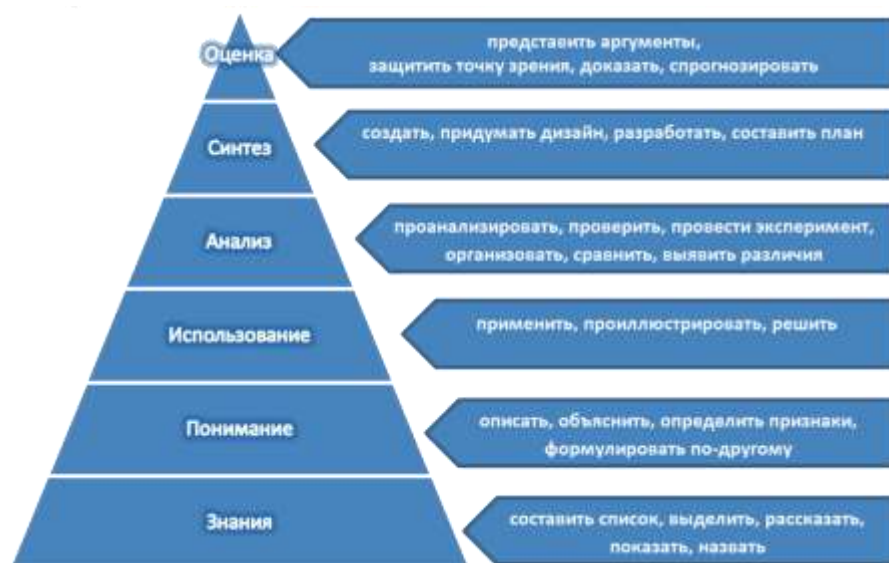 Оценка
представить аргументы,
защитить точку зрения, доказать, спрогнозировать
Синтез
создать, придумать дизайн, разработать, составить план
Анализ
проанализировать, проверить, провести эксперимент,
организовать, сравнить, выявить различия
Использование
применить, проиллюстрировать, решить
Понимание
описать, объяснить, определить признаки,
формулировать по-другому
Знания
составить список, выделить, рассказать,
показать, назвать